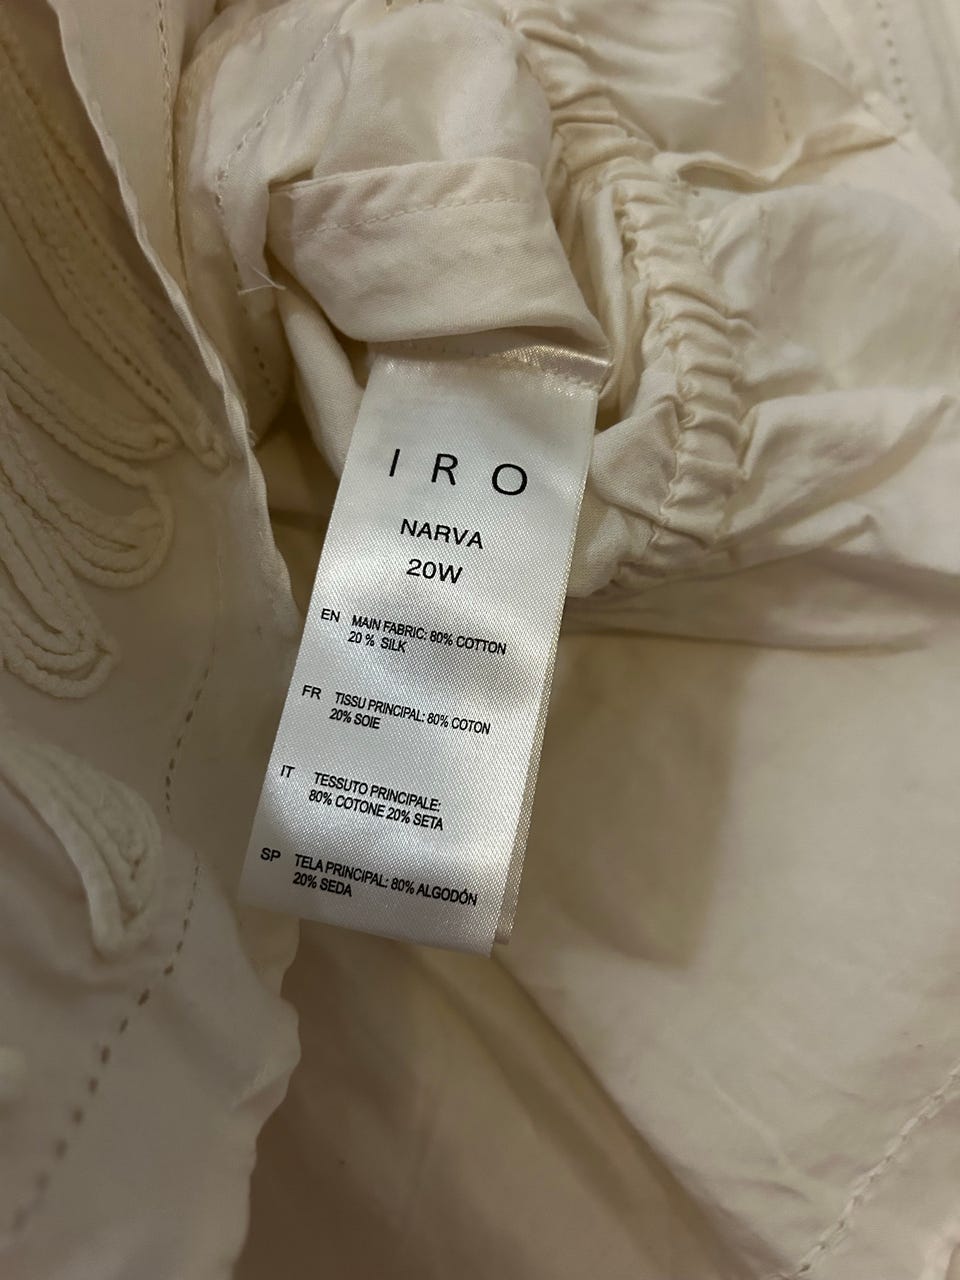 IRO
NARVA
20W
EN MAIN FABRIC: 80% COTTON
20 % SILK
FR TISSU PRINCIPAL: 80% COTON
20% SOIE
IT TESSUTO PRINCIPALE:
80% COTONE 20% SETA
SP TELA PRINCIPAL: 80% ALGODÓN
20% SEDA